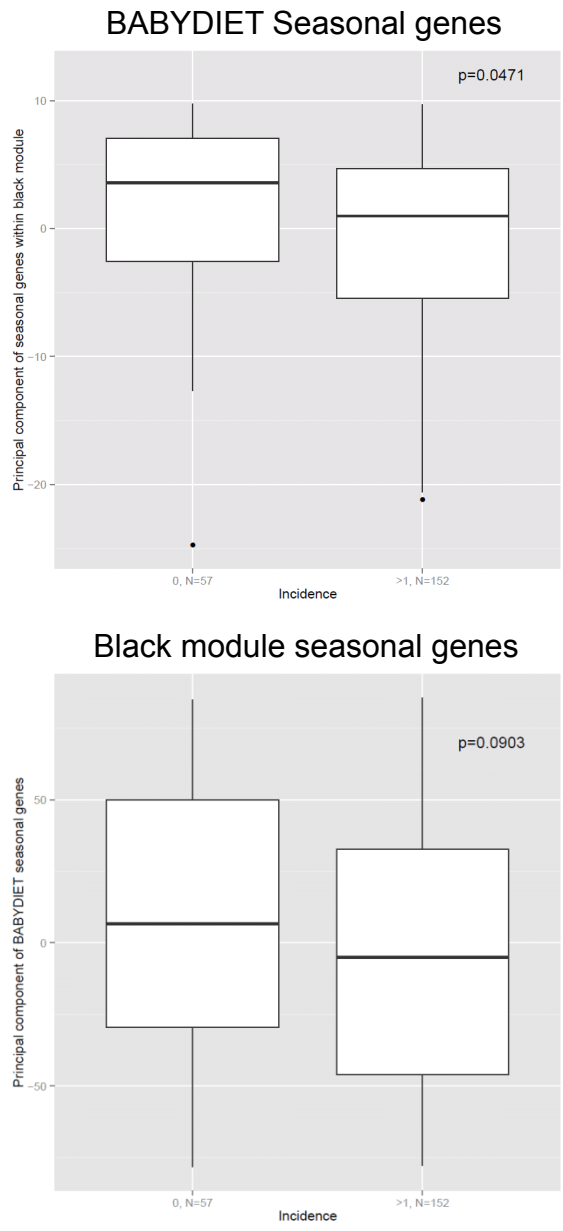 BABYDIET Seasonal genes
p=0.0471
Principal component of seasonal genes within black module
10
0
−10
−20
0, N=57
>1, N=152
Incidence
Black module seasonal genes
p=0.0903
Principal component of BABYDIET seasonal genes
50
0
−50
0, N=57
>1, N=152
Incidence